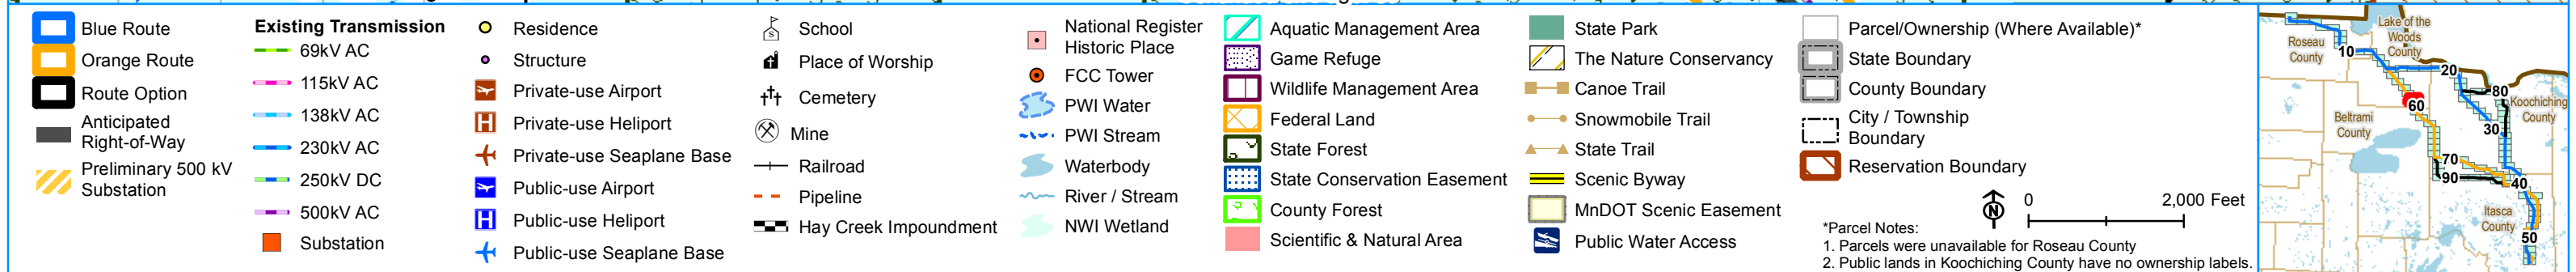 Blue Route
Orange Route
Route Option
Anticipated
Right-of-Way
Preliminary 500 kV
Substation
Existing Transmission
69kV AC
115kV AC
138kV AC
230kV AC
250kV DC
500kV AC
Substation
Residence
Structure
Private-use Airport
Private-use Heliport
Private-use Seaplane Base
Public-use Airport
Public-use Heliport
Public-use Seaplane Base
School
Place of Worship
Cemetery
Mine
Railroad
Pipeline
Hay Creek Impoundment
National Register
Historic Place
FCC Tower
PWI Water
PWI Stream
Waterbody
River / Stream
NWI Wetland
Aquatic Management Area
Game Refuge
Wildlife Management Area
Federal Land
State Forest
State Conservation Easement
County Forest
Scientific & Natural Area
State Park
The Nature Conservancy
Canoe Trail
Snowmobile Trail
State Trail
Scenic Byway
MnDOT Scenic Easement
Public Water Access
Parcel/Ownership (Where Available)*
State Boundary
County Boundary
City / Township
Boundary
Reservation Boundary
N
0 2,000 Feet
*Parcel Notes:
1. Parcels were unavailable for Roseau County
2. Public lands in Koochiching County have no ownership labels.
Lake of the
Woods
County
Roseau
County
10
20
80
60
Koochiching
County
Beltrami
County
30
70
90
40
Itasca
County
50